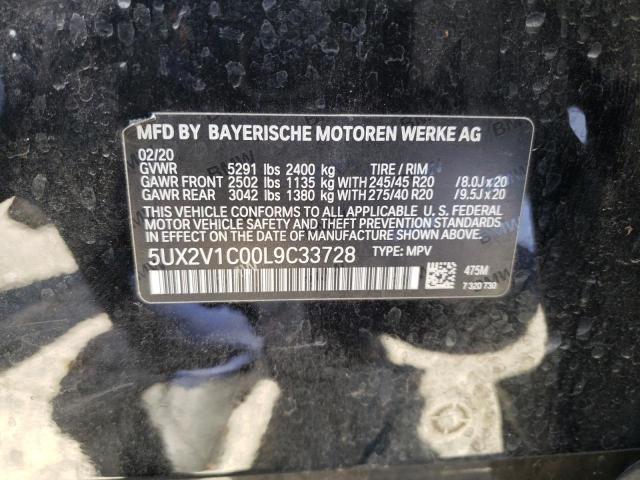 MFD BY BAYERISCHE MOTOREN WERKE AG
02/20
GVWR 5291 lbs 2400 kg TIRE / RIM
GAWR FRONT 2502 lbs 1135 kg WITH 245/45 R20 /8.0J x 20
GAWR REAR 3042 lbs 1380 kg WITH 275/40 R20 /9.5J x 20
THIS VEHICLE CONFORMS TO ALL APPLICABLE U. S. FEDERAL
MOTOR VEHICLE SAFETY AND THEFT PREVENTION STANDARDS
IN EFFECT ON THE DATE OF MANUFACTURE SHOWN ABOVE.
5UX2V1C00L9C33728 TYPE: MPV
475M
7 320 730